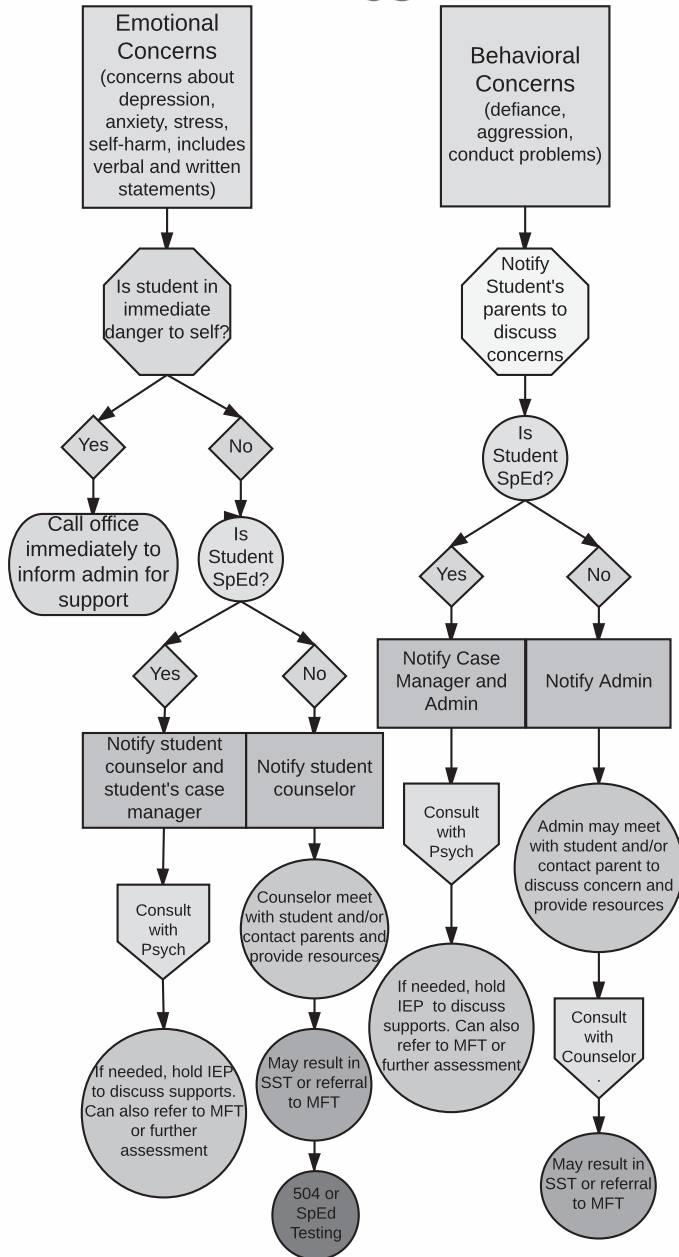 Emotional
Concerns
(concerns about
depression,
anxiety, stress,
self-harm, includes
verbal and written
statements)
Is student in
immediate
danger to self?
Yes
No
Call office
immediately to
inform admin for
support
Is
Student
SpEd?
Yes
No
Notify student
counselor and
student's case
manager
Notify student
counselor
Consult
with
Psych
Counselor meet
with student and/or
contact parents and
provide resources
If needed, hold IEP
to discuss supports.
Can also refer to MFT
or further
assessment
May result in
SST or referral
to MFT
504 or
SpEd
Testing
Behavioral
Concerns
(defiance,
aggression,
conduct problems)
Notify
Student's
parents to
discuss
concerns
Is
Student
SpEd?
Yes
No
Notify Case
Manager and
Admin
Notify Admin
Consult
with
Psych
Admin may meet
with student and/or
contact parent to
discuss concern and
provide resources
If needed, hold
IEP  to discuss
supports. Can also
refer to MFT or
further assessment
Consult
with
Counselor
.
May result in
SST or referral
to MFT